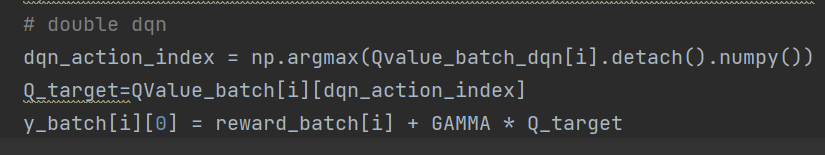 # double dqn
dqn_action_index = np.argmax(Qvalue_batch_dqn[i].detach().numpy())
Q_target=QValue_batch[i][dqn_action_index]
y_batch[i][0] = reward_batch[i] + GAMMA * Q_target